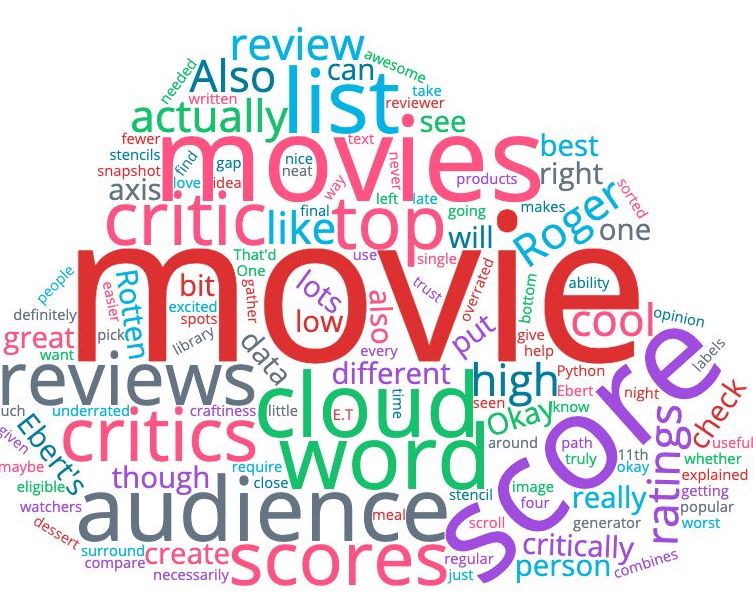 review
awesome
needed
Also
can
written
list
take
reviewer
actually
see
fewer
stencils
snapshot
find
gap
idea
love
movies
nice
neat
text
never
way
products
best
right
sorted
axis
critic
like
final
left
late
top
going
will
makes
Roger
one
people
That'd
One
use
single
movie
Rotten
easier
bit
excited
spots
gather
lots
low
also
trust
overrated
bottom
ability
cool
opinion
definitely
great
want
pick
library
data
every
put
give
help
labels
reviews
different
high
Python
Ebert
night
Score
check
uch
underrated
craftiness
little
E.T
time
cloud
seen
Okay
know
given
Ebert's
critics
word
around
path
truly
11th
okay
ratings
useful
whether
maybe
eligible
though
require
close
explained
getting
watchers
audience
meal
stencil
image
four
really
popular
worst
dessert
scroll
generator
surround
compare
create
scores
regular
just
critically
person
combines
necessarily